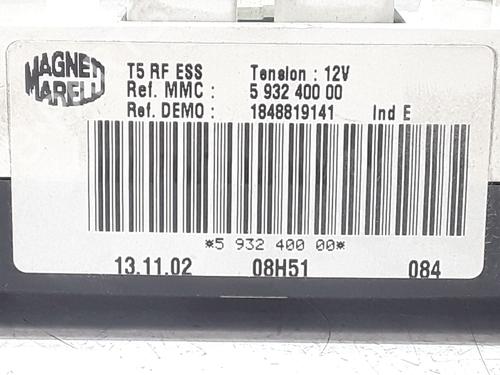 MAGNETI
MARELLI
T5 RF ESS Tension : 12V
Ref. MMC : 5 932 400 00
Ref. DEMO : 1848819141 Ind E
*5 932 400 00*
13.11.02 08H51 084